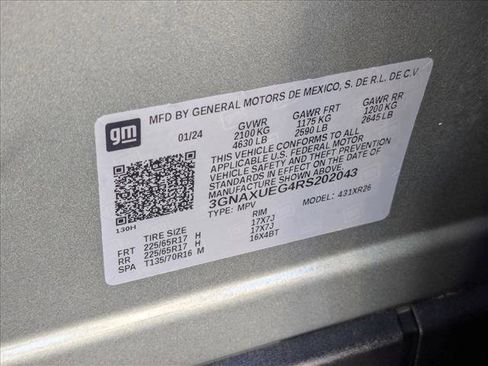 MFD BY GENERAL MOTORS DE MEXICO, S. DE R.L. DE C.V.
gm
01/24 GVWR GAWR FRT GAWR RR
2100 KG 1175 KG 1200 KG
4630 LB 2590 LB 2645 LB
THIS VEHICLE CONFORMS TO ALL
APPLICABLE U.S. FEDERAL MOTOR
VEHICLE SAFETY AND THEFT PREVENTION
STANDARDS IN EFFECT ON THE DATE OF
MANUFACTURE SHOWN ABOVE.
3GNAXUEG4RS202043
TYPE: MPV MODEL: 431XR26
130H
TIRE SIZE RIM
FRT 225/65R17 H 17X7J
RR 225/65R17 H 17X7J
SPA T135/70R16 M 16X4BT